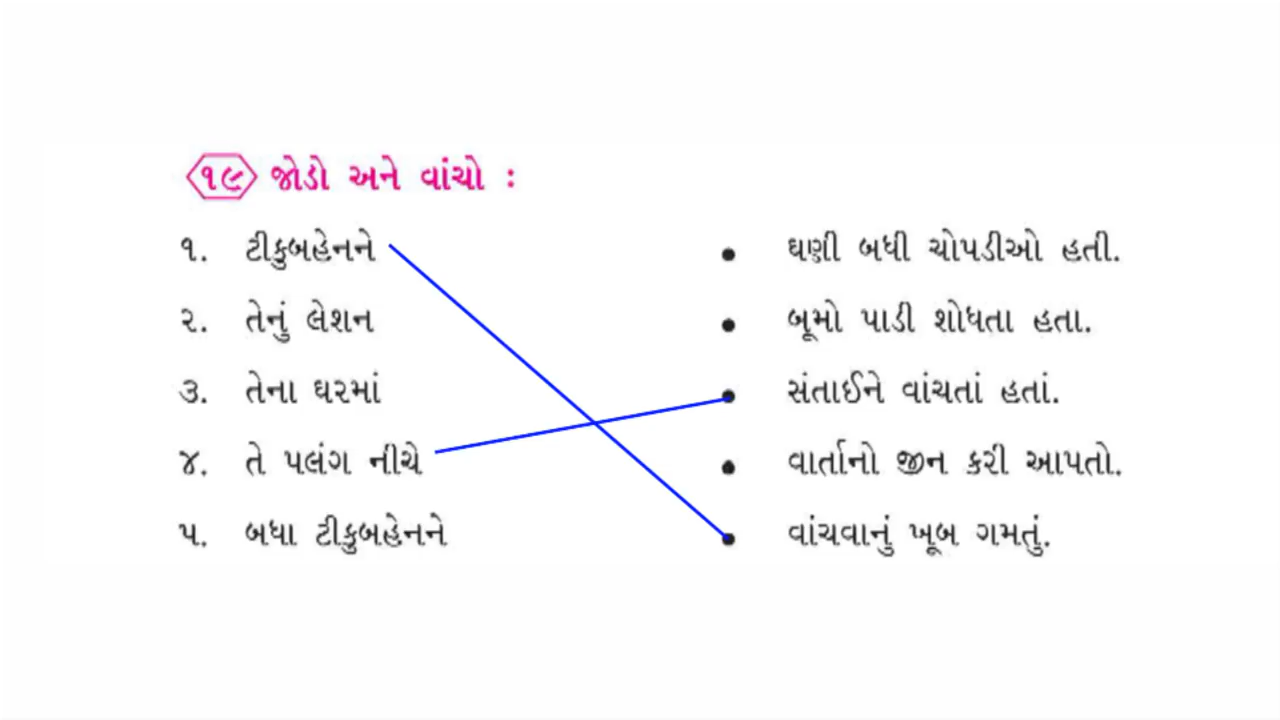 ૧૯ જોડો અને વાંચો :
૧. ટીકુબહેનને • ઘણી બધી ચોપડીઓ હતી.
૨. તેનું લેશન • બૂમો પાડી શોધતા હતા.
૩. તેના ઘરમાં • સંતાઈને વાંચતાં હતાં.
૪. તે પલંગ નીચે • વાર્તાનો જીન કરી આપતો.
૫. બધા ટીકુબહેનને • વાંચવાનું ખૂબ ગમતું.